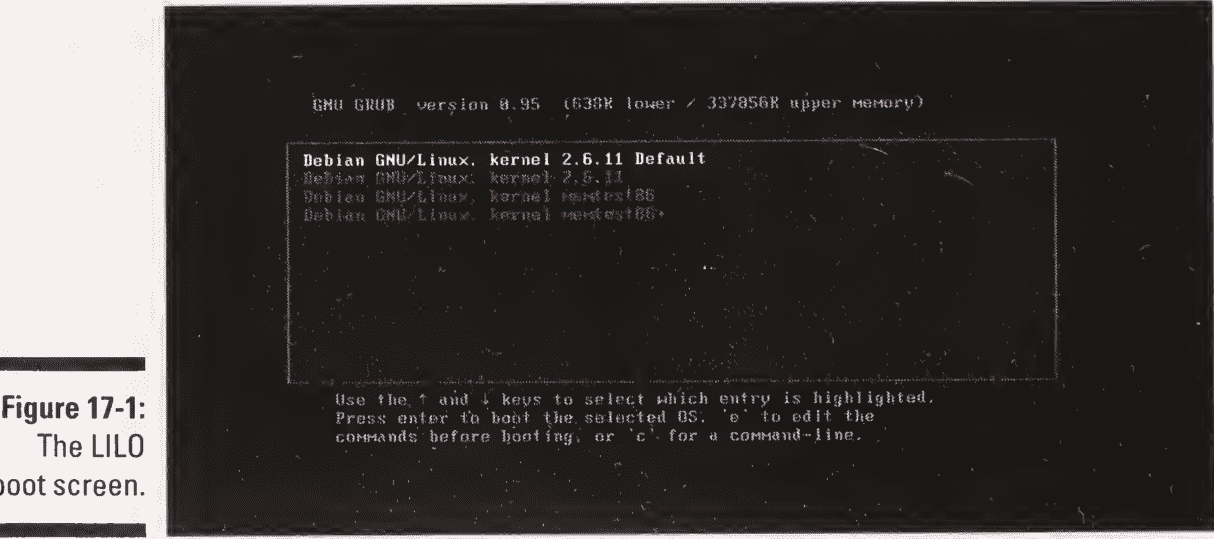 GNU GRUB version 0.95 (638K lower / 337856K upper memory)
Debian GNU/Linux, kernel 2.6.11 Default
Debian GNU/Linux, kernel 2.6.11
Debian GNU/Linux, kernel memtest86
Debian GNU/Linux, kernel memtest86+
Use the ↑ and ↓ keys to select which entry is highlighted.
Press enter to boot the selected OS, 'e' to edit the
commands before booting, or 'c' for a command-line.
Figure 17-1:
The LILO
boot screen.